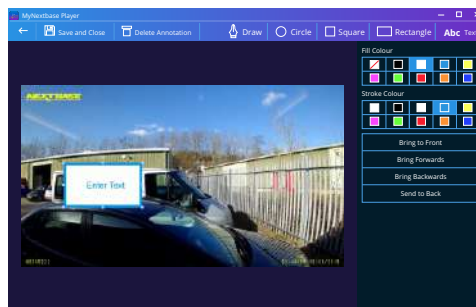 MyNextbase Player
Save and Close
Delete Annotation
Draw
Circle
Square
Rectangle
Abc Text
Fill Colour
Stroke Colour
Bring to Front
Bring Forwards
Bring Backwards
Send to Back
NEXTBASE
Enter Text